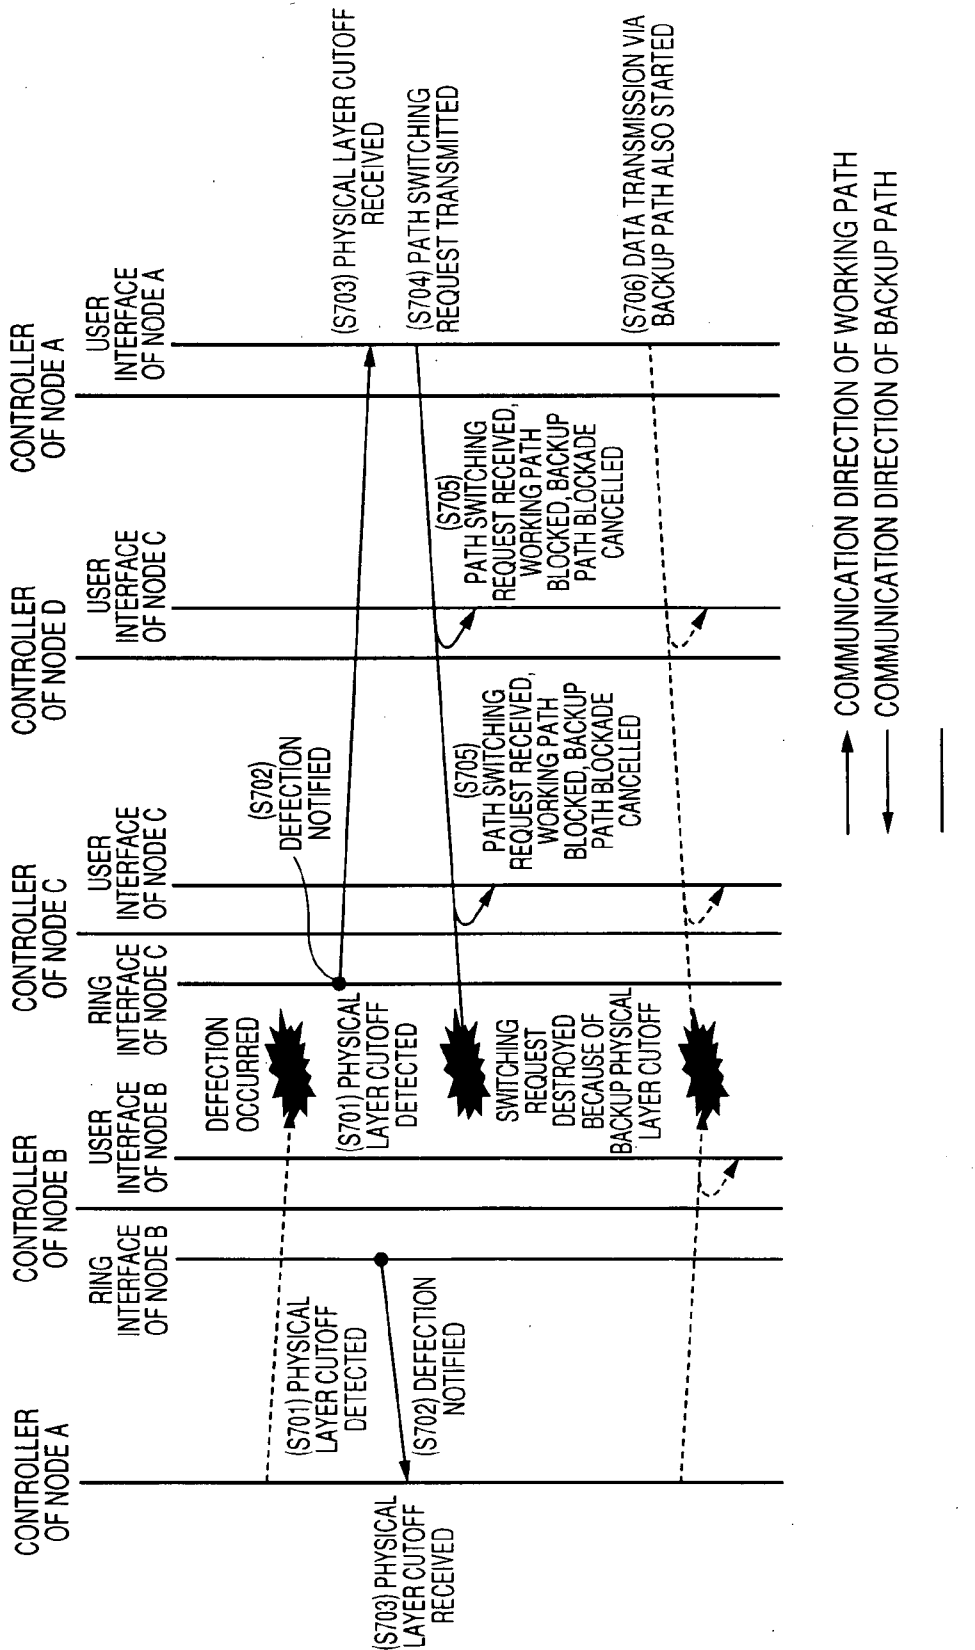 CONTROLLER
OF NODE A
CONTROLLER
OF NODE B
CONTROLLER
OF NODE C
CONTROLLER
OF NODE D
CONTROLLER
OF NODE A
RING
INTERFACE
OF NODE B
USER
INTERFACE
OF NODE B
RING
INTERFACE
OF NODE C
USER
INTERFACE
OF NODE C
USER
INTERFACE
OF NODE C
USER
INTERFACE
OF NODE A
DEFECTION
OCCURRED
(S701) PHYSICAL
LAYER CUTOFF
DETECTED
(S701) PHYSICAL
LAYER CUTOFF
DETECTED
(S702)
DEFECTION
NOTIFIED
(S703) PHYSICAL LAYER CUTOFF
RECEIVED
(S703) PHYSICAL
LAYER CUTOFF
RECEIVED
(S702) DEFECTION
NOTIFIED
(S704) PATH SWITCHING
REQUEST TRANSMITTED
SWITCHING
REQUEST
DESTROYED
BECAUSE OF
BACKUP PHYSICAL
LAYER CUTOFF
(S705)
PATH SWITCHING
REQUEST RECEIVED,
WORKING PATH
BLOCKED, BACKUP
PATH BLOCKADE
CANCELLED
(S705)
PATH SWITCHING
REQUEST RECEIVED,
WORKING PATH
BLOCKED, BACKUP
PATH BLOCKADE
CANCELLED
(S706) DATA TRANSMISSION VIA
BACKUP PATH ALSO STARTED
COMMUNICATION DIRECTION OF WORKING PATH
COMMUNICATION DIRECTION OF BACKUP PATH